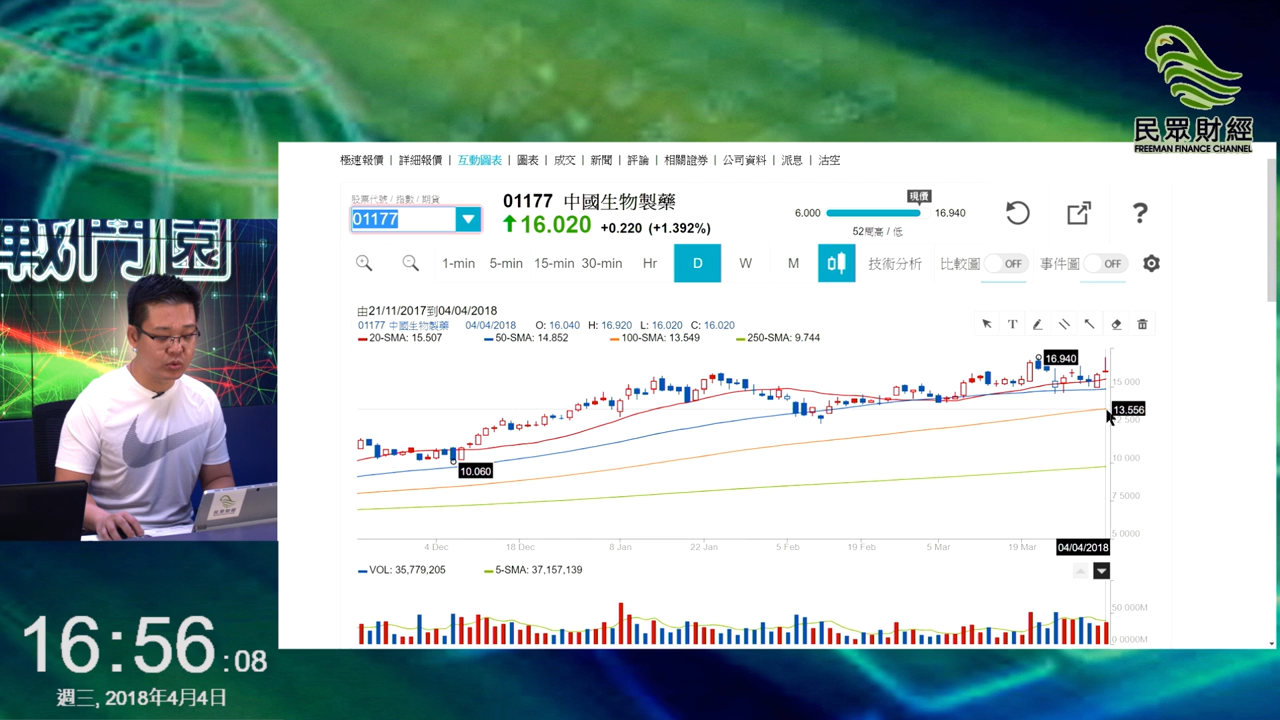 民眾財經
FREEMAN FINANCE CHANNEL
戰鬥園
極速報價 | 詳細報價 | 互動圖表 | 圖表 | 成交 | 新聞 | 評論 | 相關證券 | 公司資料 | 派息 | 沽空
股票代號 / 指數 / 期貨
01177
01177 中國生物製藥
16.020 +0.220 (+1.392%)
現價
6.000 16.940
52周高 / 低
?
1-min 5-min 15-min 30-min Hr D W M 技術分析 比較圖 OFF 事件圖 OFF
由21/11/2017到04/04/2018
01177 中國生物製藥 04/04/2018 O: 16.040 H: 16.920 L: 16.020 C: 16.020
T
20-SMA: 15.507 50-SMA: 14.852 100-SMA: 13.549 250-SMA: 9.744
16.940
15.000
13.556
10.000
10.060
7.5000
5.0000
4 Dec 18 Dec 8 Jan 22 Jan 5 Feb 19 Feb 5 Mar 19 Mar 04/04/2018
VOL: 35,779,205 5-SMA: 37,157,139
50.000M
0.0000M
民眾財經
16:56:08
週三, 2018年4月4日